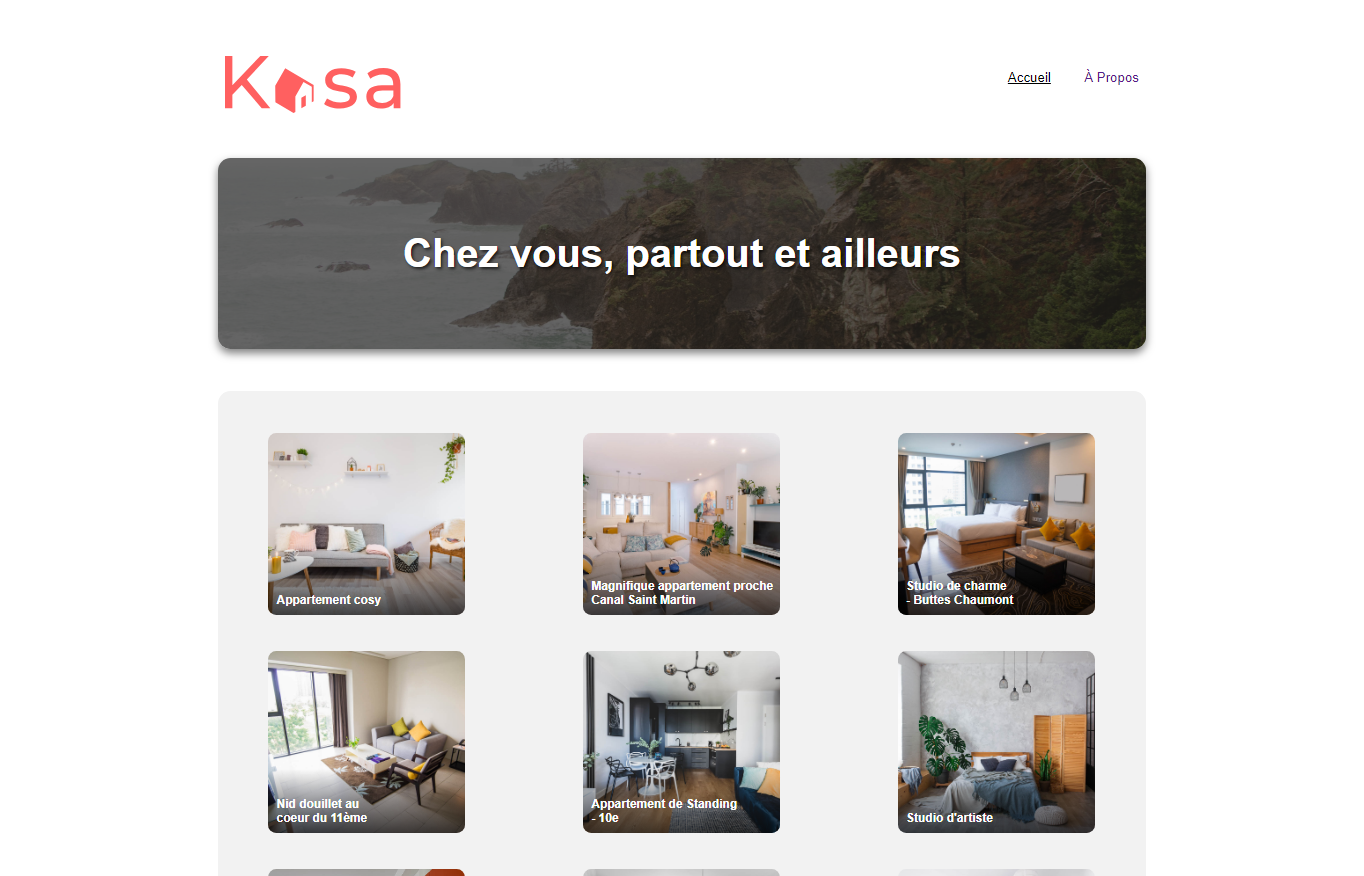 Kasa
Accueil
À Propos
Chez vous, partout et ailleurs
Appartement cosy
Magnifique appartement proche
Canal Saint Martin
Studio de charme
- Buttes Chaumont
Nid douillet au
coeur du 11ème
Appartement de Standing
- 10e
Studio d'artiste